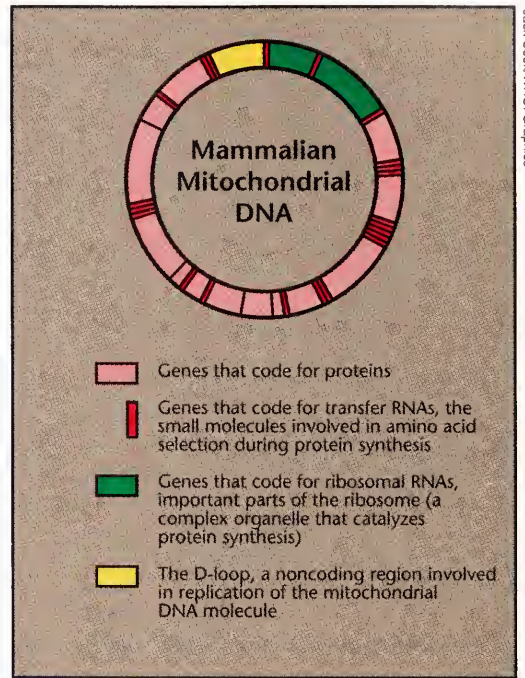 Mammalian
Mitochondrial
DNA
Genes that code for proteins
Genes that code for transfer RNAs, the
small molecules involved in amino acid
selection during protein synthesis
Genes that code for ribosomal RNAs,
important parts of the ribosome (a
complex organelle that catalyzes
protein synthesis)
The D-loop, a noncoding region involved
in replication of the mitochondrial
DNA molecule